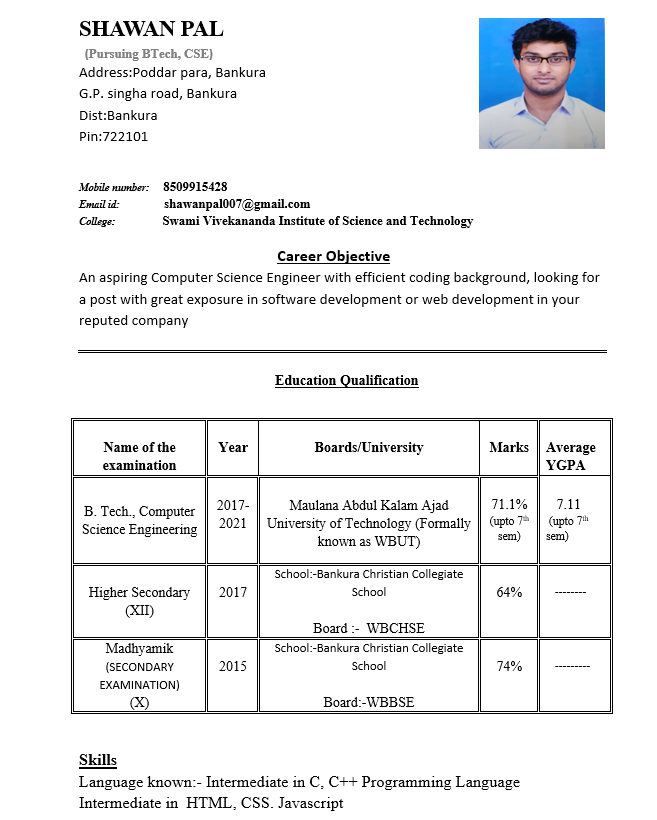 SHAWAN PAL
(Pursuing BTech, CSE)
Address:Poddar para, Bankura
G.P. singha road, Bankura
Dist:Bankura
Pin:722101
Mobile number: 8509915428
Email id: shawanpal007@gmail.com
College: Swami Vivekananda Institute of Science and Technology
Career Objective
An aspiring Computer Science Engineer with efficient coding background, looking for
a post with great exposure in software development or web development in your
reputed company
Education Qualification
Name of the examination Year Boards/University Marks Average YGPA
B. Tech., Computer Science Engineering 2017-2021 Maulana Abdul Kalam Ajad University of Technology (Formally known as WBUT) 71.1% (upto 7th sem) 7.11 (upto 7th sem)
Higher Secondary (XII) 2017 School:-Bankura Christian Collegiate School Board :- WBCHSE 64% --------
Madhyamik (SECONDARY EXAMINATION) (X) 2015 School:-Bankura Christian Collegiate School Board:-WBBSE 74% ---------
Skills
Language known:- Intermediate in C, C++ Programming Language
Intermediate in HTML, CSS. Javascript